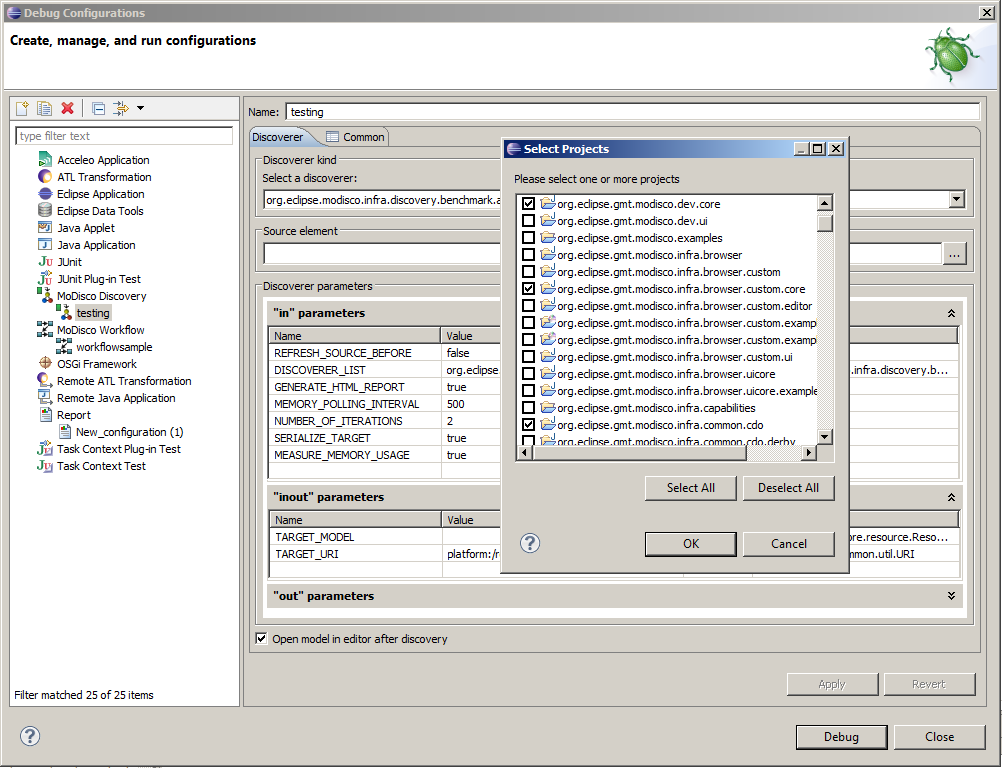 Debug Configurations
Create, manage, and run configurations
type filter text
Acceleo Application
ATL Transformation
Eclipse Application
Eclipse Data Tools
Java Applet
Java Application
JUnit
JUnit Plug-in Test
MoDisco Discovery
testing
MoDisco Workflow
workflowsample
OSGi Framework
Remote ATL Transformation
Remote Java Application
Report
New_configuration (1)
Task Context Plug-in Test
Task Context Test
Filter matched 25 of 25 items
Name: testing
Discoverer Common
Discoverer kind
Select a discoverer:
org.eclipse.modisco.infra.discovery.benchmark.a
Source element
...
Discoverer parameters
"in" parameters
Name Value
REFRESH_SOURCE_BEFORE false
DISCOVERER_LIST org.eclipse. .infra.discovery.b...
GENERATE_HTML_REPORT true
MEMORY_POLLING_INTERVAL 500
NUMBER_OF_ITERATIONS 2
SERIALIZE_TARGET true
MEASURE_MEMORY_USAGE true
"inout" parameters
Name Value
TARGET_MODEL ore.resource.Reso...
TARGET_URI platform:/r mmon.util.URI
"out" parameters
Open model in editor after discovery
Apply Revert
Debug Close
Select Projects
Please select one or more projects
org.eclipse.gmt.modisco.dev.core
org.eclipse.gmt.modisco.dev.ui
org.eclipse.gmt.modisco.examples
org.eclipse.gmt.modisco.infra.browser
org.eclipse.gmt.modisco.infra.browser.custom
org.eclipse.gmt.modisco.infra.browser.custom.core
org.eclipse.gmt.modisco.infra.browser.custom.editor
org.eclipse.gmt.modisco.infra.browser.custom.examp
org.eclipse.gmt.modisco.infra.browser.custom.examp
org.eclipse.gmt.modisco.infra.browser.custom.ui
org.eclipse.gmt.modisco.infra.browser.uicore
org.eclipse.gmt.modisco.infra.browser.uicore.example
org.eclipse.gmt.modisco.infra.capabilities
org.eclipse.gmt.modisco.infra.common.cdo
org.eclipse.gmt.modisco.infra.common.cdo.derby
Select All Deselect All
OK Cancel